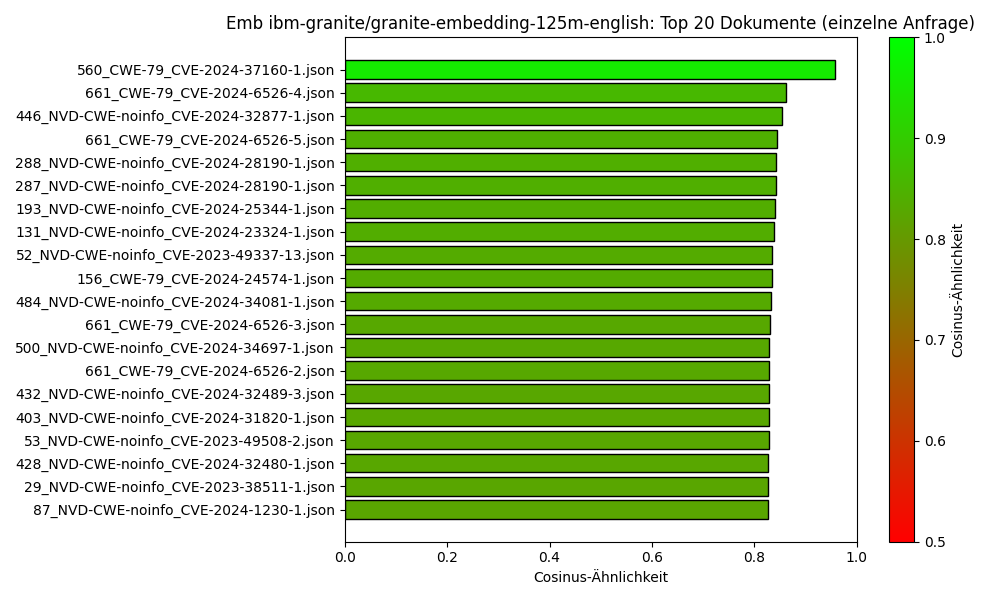 Emb ibm-granite/granite-embedding-125m-english: Top 20 Dokumente (einzelne Anfrage)
560_CWE-79_CVE-2024-37160-1.json
661_CWE-79_CVE-2024-6526-4.json
446_NVD-CWE-noinfo_CVE-2024-32877-1.json
661_CWE-79_CVE-2024-6526-5.json
288_NVD-CWE-noinfo_CVE-2024-28190-1.json
287_NVD-CWE-noinfo_CVE-2024-28190-1.json
193_NVD-CWE-noinfo_CVE-2024-25344-1.json
131_NVD-CWE-noinfo_CVE-2024-23324-1.json
52_NVD-CWE-noinfo_CVE-2023-49337-13.json
156_CWE-79_CVE-2024-24574-1.json
484_NVD-CWE-noinfo_CVE-2024-34081-1.json
661_CWE-79_CVE-2024-6526-3.json
500_NVD-CWE-noinfo_CVE-2024-34697-1.json
661_CWE-79_CVE-2024-6526-2.json
432_NVD-CWE-noinfo_CVE-2024-32489-3.json
403_NVD-CWE-noinfo_CVE-2024-31820-1.json
53_NVD-CWE-noinfo_CVE-2023-49508-2.json
428_NVD-CWE-noinfo_CVE-2024-32480-1.json
29_NVD-CWE-noinfo_CVE-2023-38511-1.json
87_NVD-CWE-noinfo_CVE-2024-1230-1.json
0.0 0.2 0.4 0.6 0.8 1.0
Cosinus-Ähnlichkeit
1.0
0.9
0.8
0.7
0.6
0.5
Cosinus-Ähnlichkeit